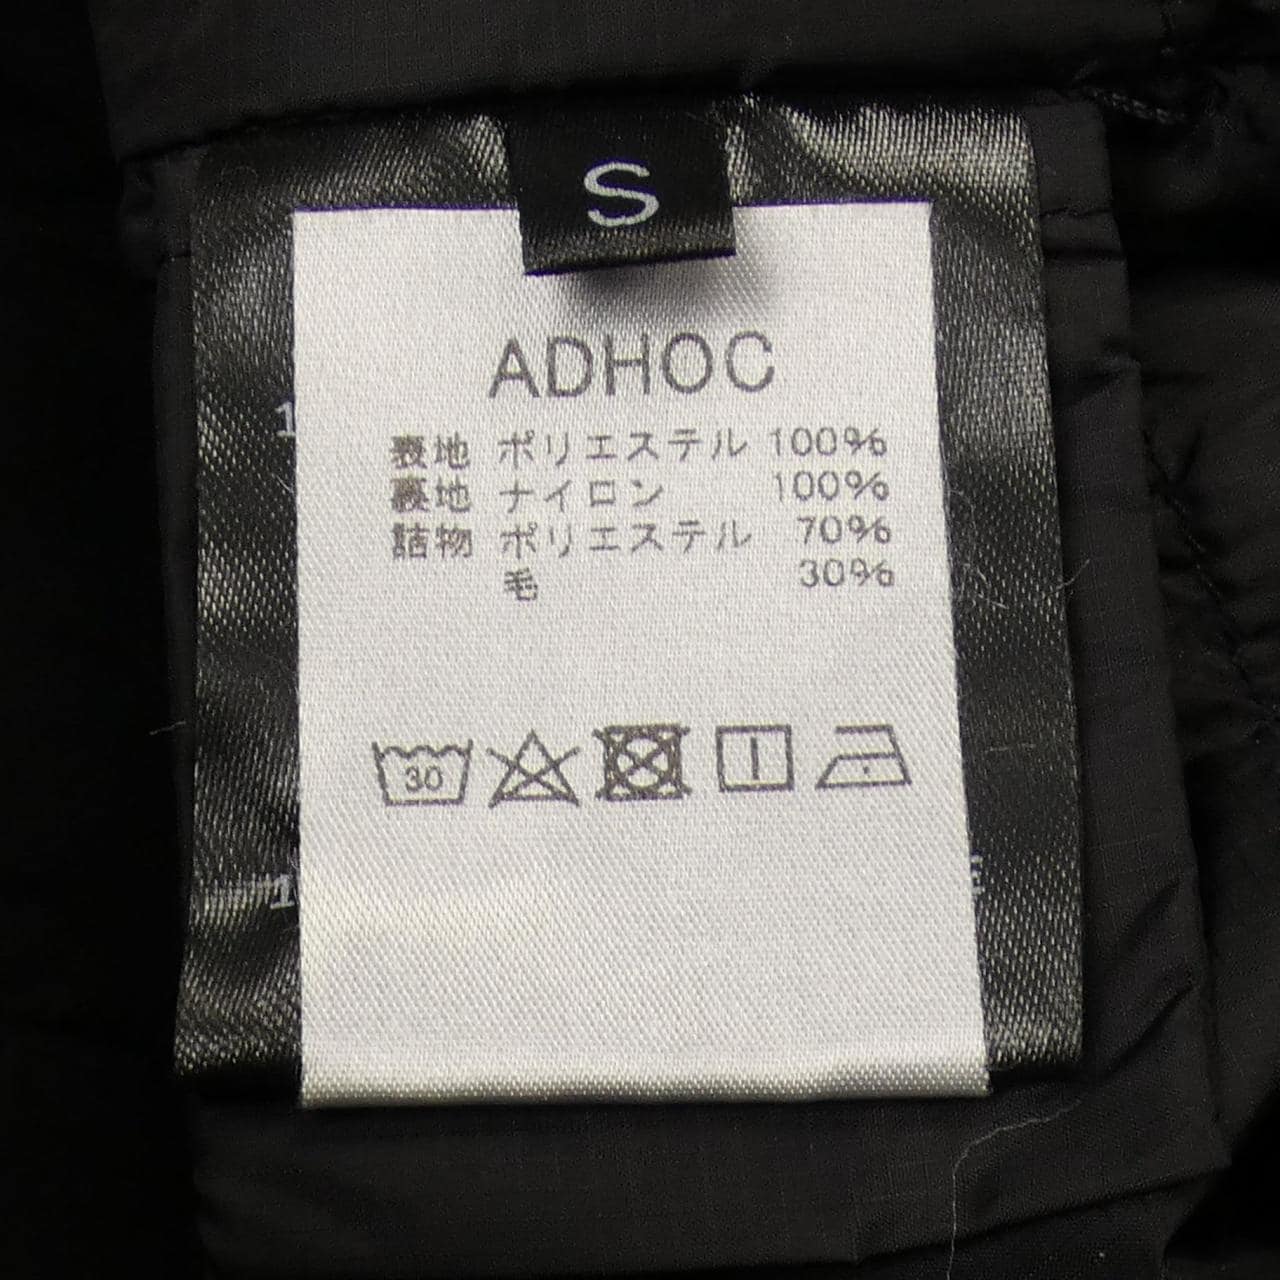 S
ADHOC
表地 ポリエステル 100%
裏地 ナイロン 100%
詰物 ポリエステル 70%
毛 30%
30